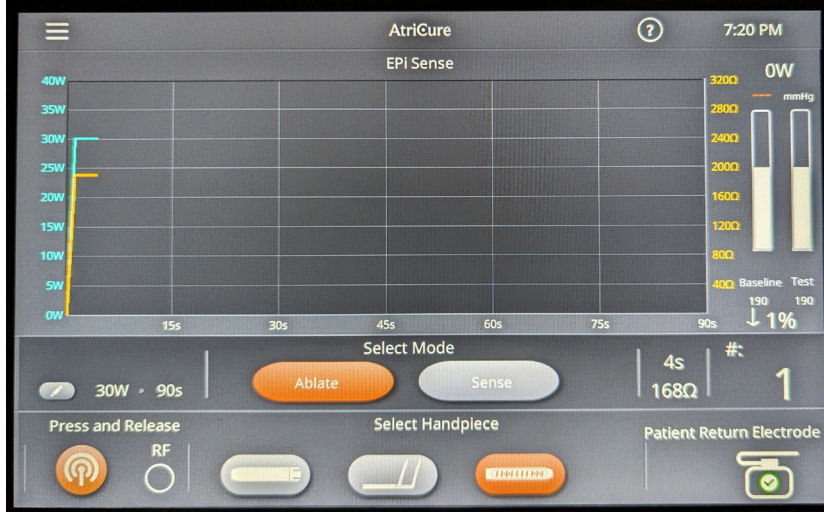 AtriCure
?
7:20 PM
EPi Sense
0W
40W
35W
30W
25W
20W
15W
10W
5W
0W
320Ω
280Ω
240Ω
200Ω
160Ω
120Ω
80Ω
40Ω
--- mmHg
Baseline Test
190 190
↓ 1%
15s 30s 45s 60s 75s 90s
Select Mode
30W - 90s
Ablate
Sense
4s
168Ω
#:
1
Press and Release
RF
Select Handpiece
Patient Return Electrode